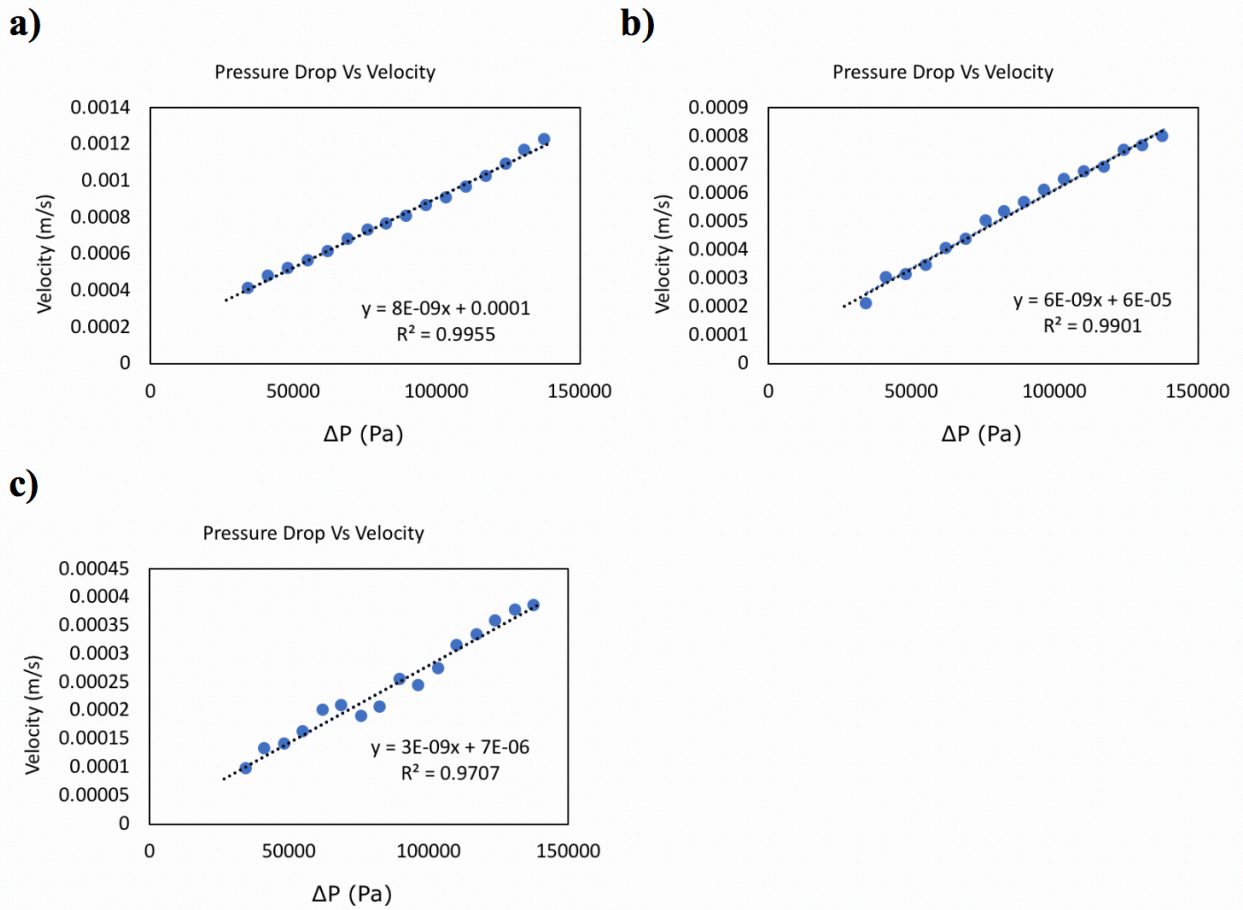 a)
Pressure Drop Vs Velocity
0.0014
0.0012
0.001
0.0008
0.0006
0.0004
0.0002
0
Velocity (m/s)
y = 8E-09x + 0.0001
R² = 0.9955
0 50000 100000 150000
ΔP (Pa)
b)
Pressure Drop Vs Velocity
0.0009
0.0008
0.0007
0.0006
0.0005
0.0004
0.0003
0.0002
0.0001
0
Velocity (m/s)
y = 6E-09x + 6E-05
R² = 0.9901
0 50000 100000 150000
ΔP (Pa)
c)
Pressure Drop Vs Velocity
0.00045
0.0004
0.00035
0.0003
0.00025
0.0002
0.00015
0.0001
0.00005
0
Velocity (m/s)
y = 3E-09x + 7E-06
R² = 0.9707
0 50000 100000 150000
ΔP (Pa)